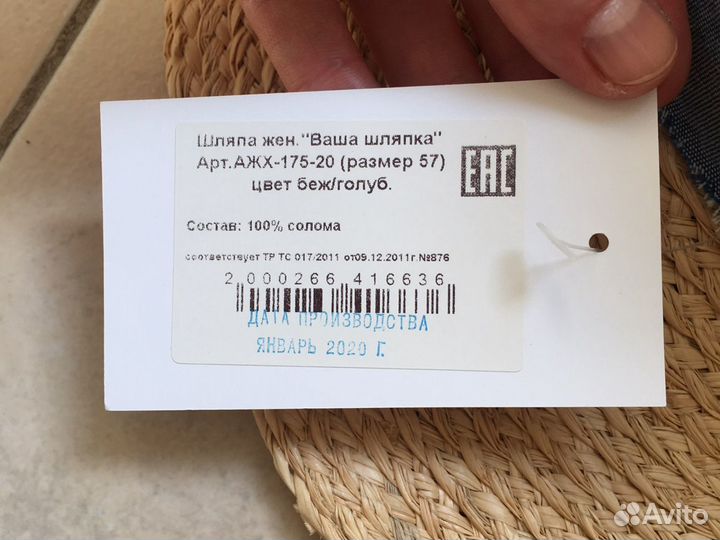 Шляпа жен."Ваша шляпка"
Арт.АЖХ-175-20 (размер 57)
цвет беж/голуб.
EAC
Состав: 100% солома
соответствует ТР ТС 017/2011 от09.12.2011г.№876
2 000266 416636
ДАТА ПРОИЗВОДСТВА
ЯНВАРЬ 2020 Г.
Avito